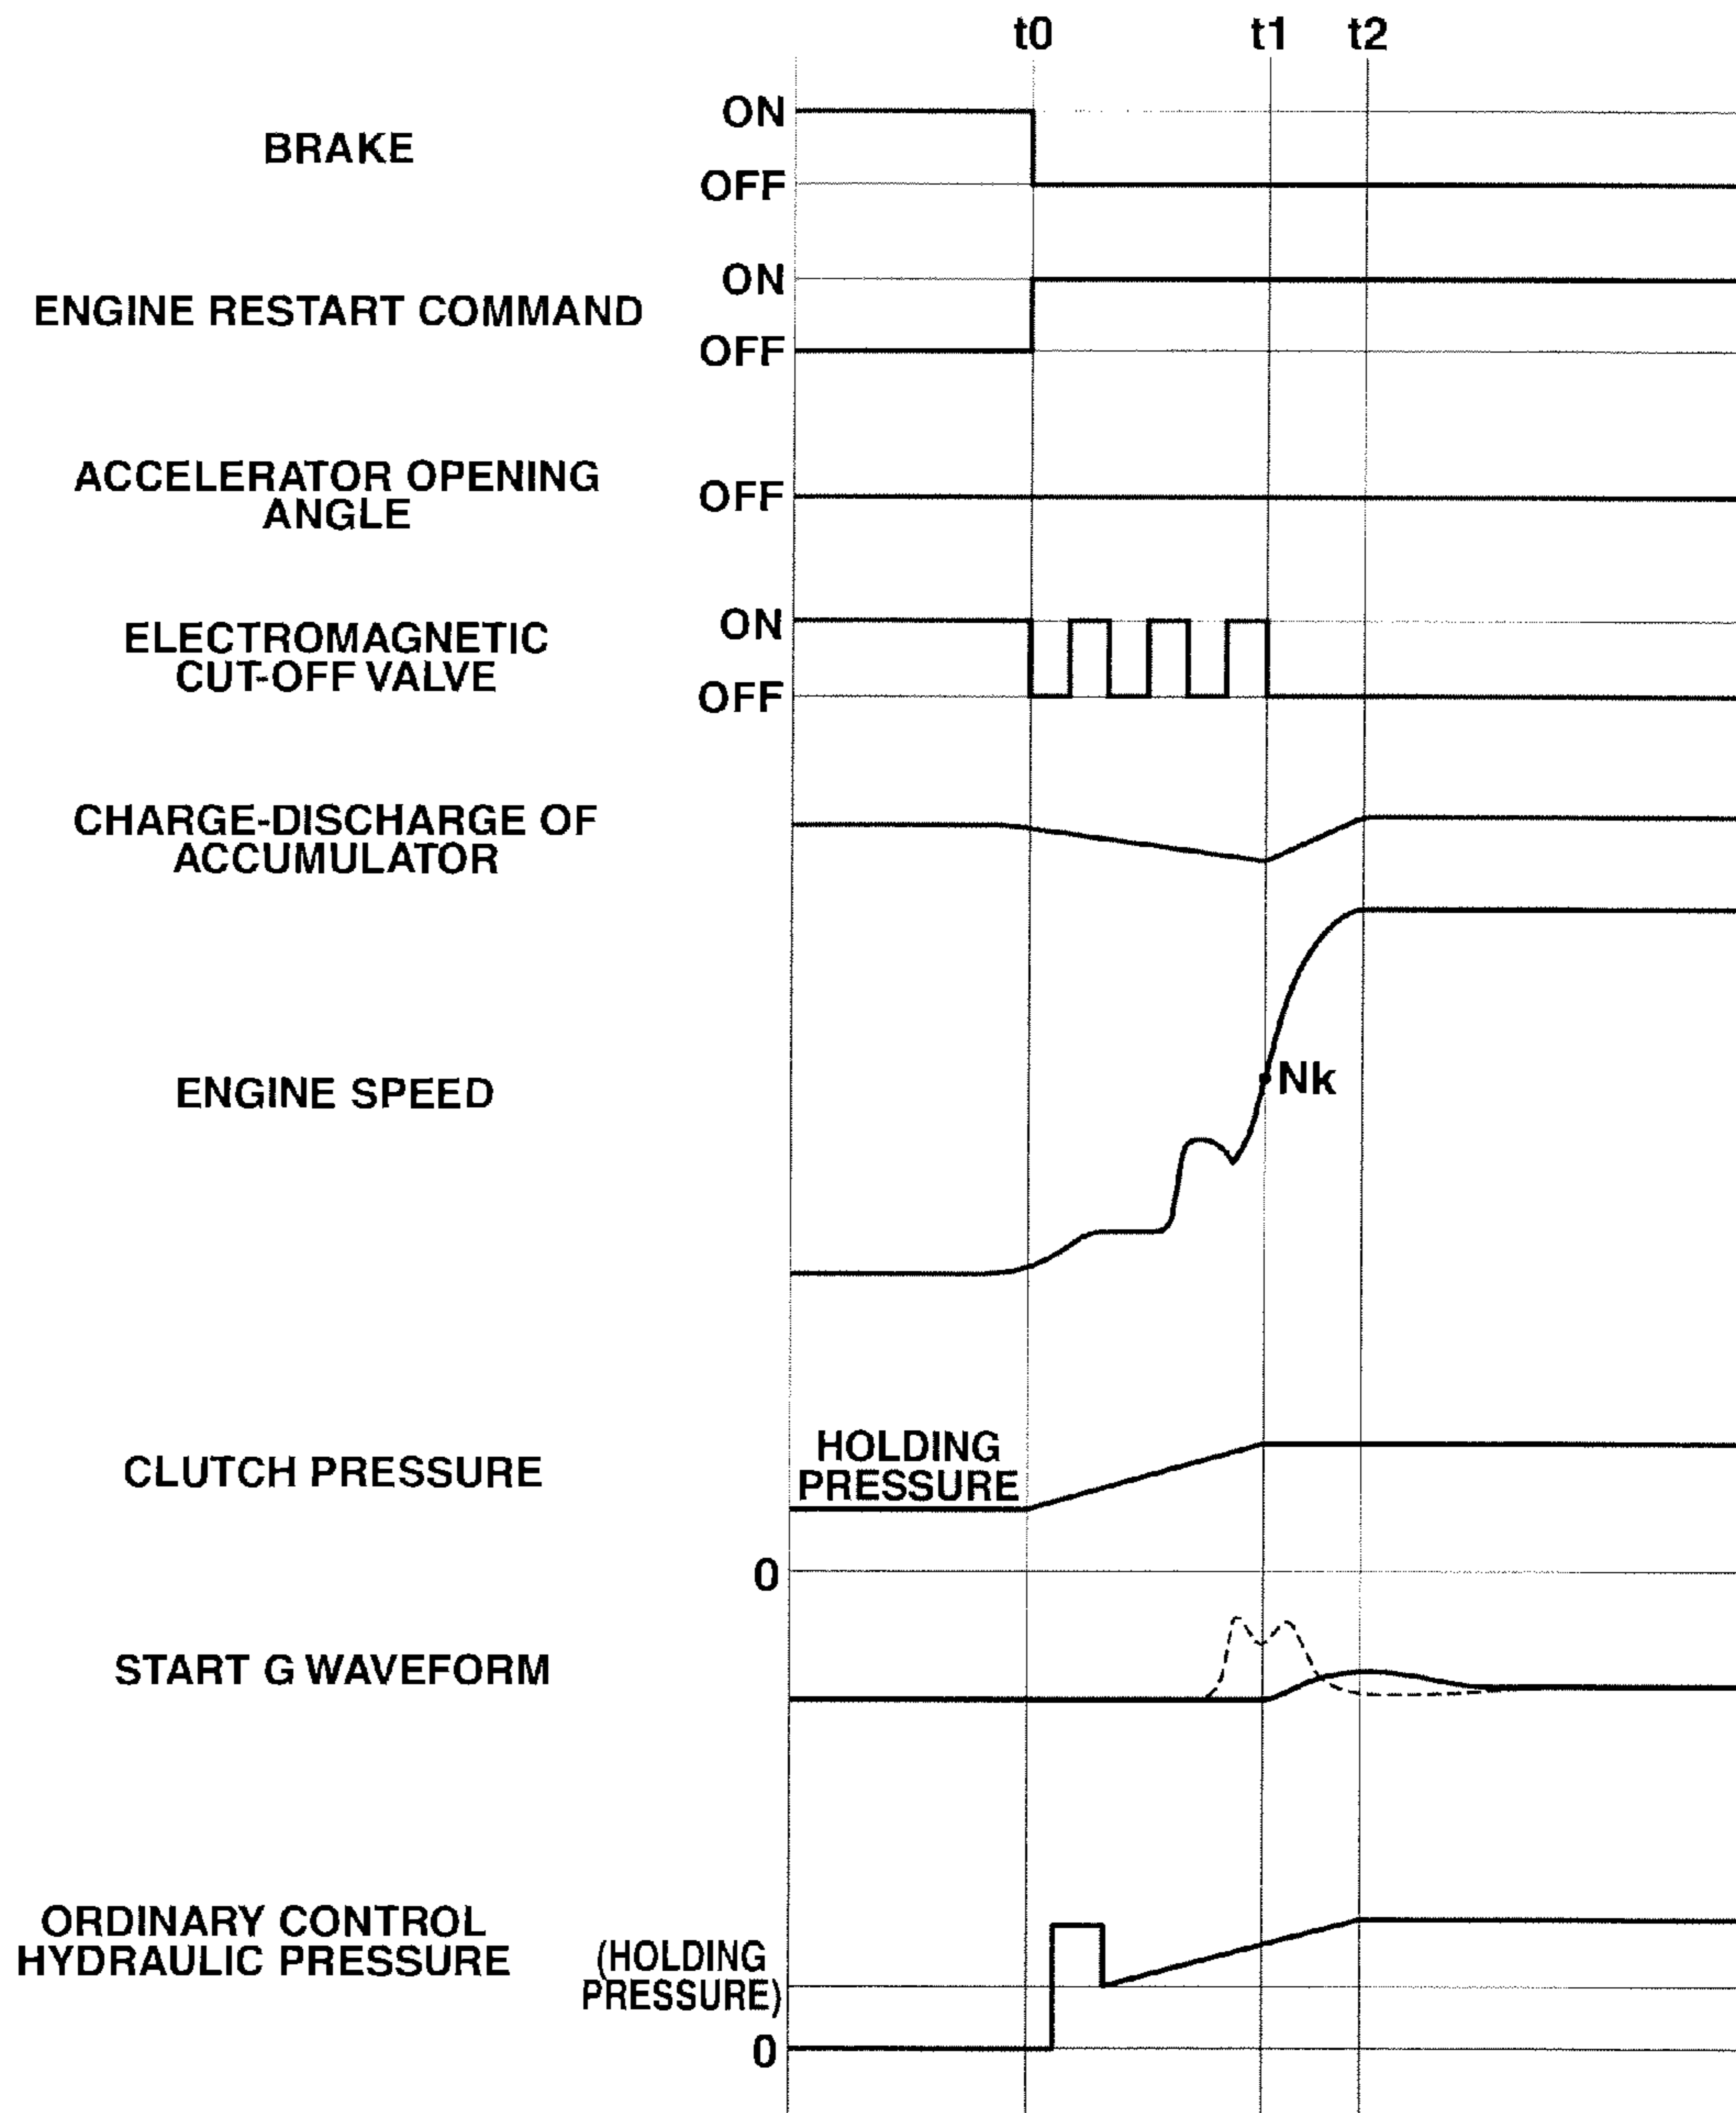 t0 t1 t2
BRAKE
ON
OFF
ENGINE RESTART COMMAND
ON
OFF
ACCELERATOR OPENING
ANGLE
OFF
ELECTROMAGNETIC
CUT-OFF VALVE
ON
OFF
CHARGE-DISCHARGE OF
ACCUMULATOR
ENGINE SPEED
Nk
CLUTCH PRESSURE
HOLDING
PRESSURE
0
START G WAVEFORM
ORDINARY CONTROL
HYDRAULIC PRESSURE
(HOLDING
PRESSURE)
0